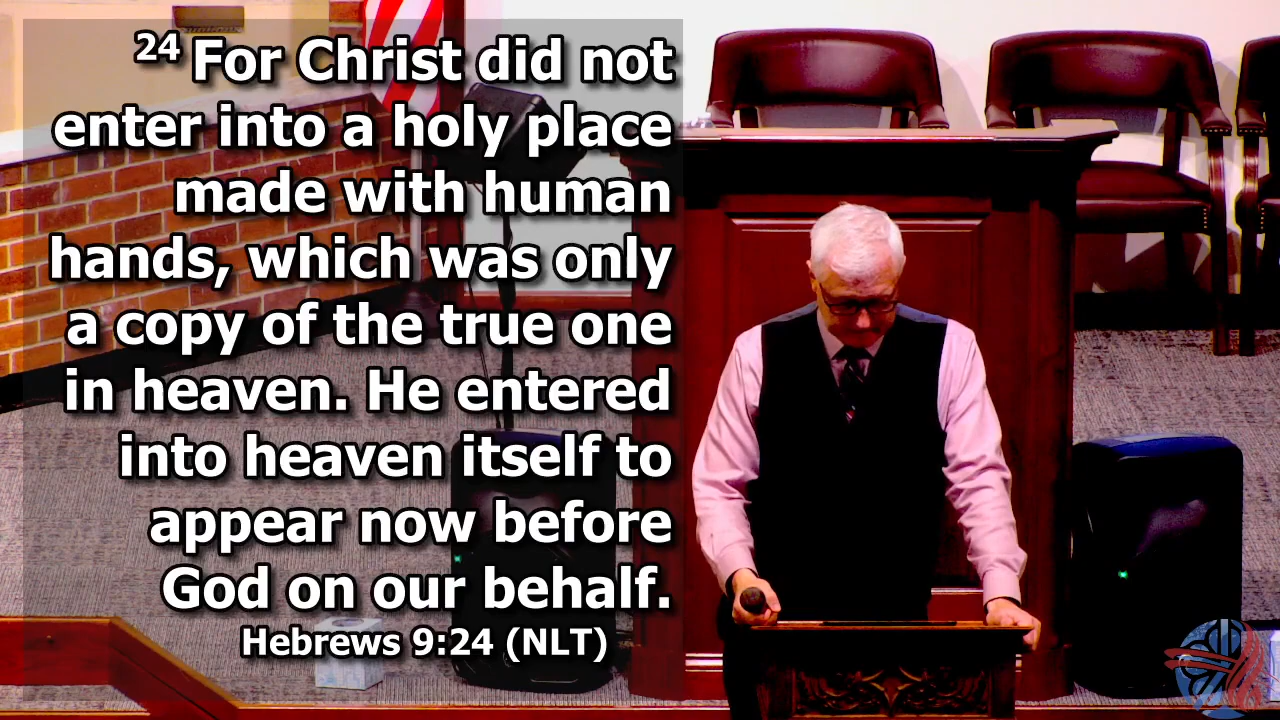 24 For Christ did not
enter into a holy place
made with human
hands, which was only
a copy of the true one
in heaven. He entered
into heaven itself to
appear now before
God on our behalf.
Hebrews 9:24 (NLT)